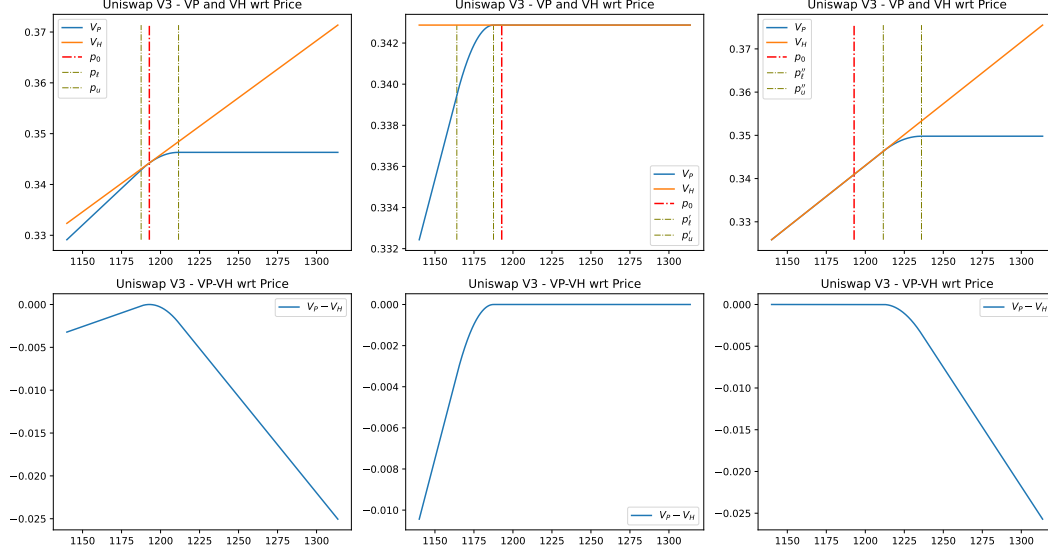 Uniswap V3 - VP and VH wrt Price
0.37
0.36
0.35
0.34
0.33
V_P
V_H
p_0
p_ℓ
p_u
1150 1175 1200 1225 1250 1275 1300
Uniswap V3 - VP and VH wrt Price
0.342
0.340
0.338
0.336
0.334
0.332
V_P
V_H
p_0
p'_ℓ
p'_u
1150 1175 1200 1225 1250 1275 1300
Uniswap V3 - VP and VH wrt Price
0.37
0.36
0.35
0.34
0.33
V_P
V_H
p_0
p''_ℓ
p''_u
1150 1175 1200 1225 1250 1275 1300
Uniswap V3 - VP-VH wrt Price
0.000
−0.005
−0.010
−0.015
−0.020
−0.025
V_P − V_H
1150 1175 1200 1225 1250 1275 1300
Uniswap V3 - VP-VH wrt Price
0.000
−0.002
−0.004
−0.006
−0.008
−0.010
V_P − V_H
1150 1175 1200 1225 1250 1275 1300
Uniswap V3 - VP-VH wrt Price
0.000
−0.005
−0.010
−0.015
−0.020
−0.025
V_P − V_H
1150 1175 1200 1225 1250 1275 1300